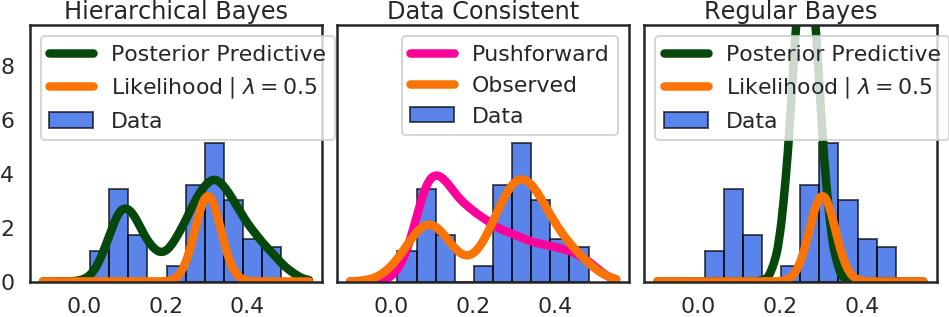 Hierarchical Bayes
Data Consistent
Regular Bayes
Posterior Predictive
Likelihood | λ = 0.5
Data
Pushforward
Observed
Data
Posterior Predictive
Likelihood | λ = 0.5
Data
8
6
4
2
0
0.0 0.2 0.4
0.0 0.2 0.4
0.0 0.2 0.4